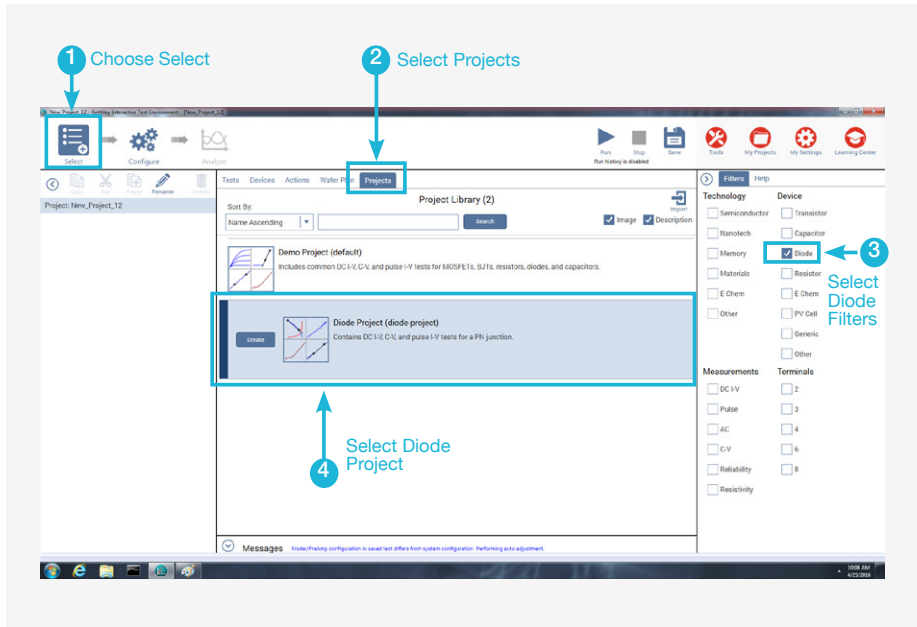 1 Choose Select
2 Select Projects
New_Project_12 - Keithley Interactive Test Environment - [New_Project_12]
Select
Configure
Analyze
Run
Stop
Save
Run history is disabled
Tools
My Projects
My Settings
Learning Center
Copy
Cut
Paste
Rename
Delete
Project: New_Project_12
Tests Devices Actions Wafer Plan Projects
Project Library (2)
Sort By:
Name Ascending
Search
Import
Image
Description
Demo Project (default)
Includes common DC I-V, C-V, and pulse I-V tests for MOSFETs, BJTs, resistors, diodes, and capacitors.
Create
Diode Project (diode-project)
Contains DC I-V, C-V, and pulse I-V tests for a PN junction.
4
Select Diode
Project
Messages
Model/PreAmp configuration in saved test differs from system configuration. Performing auto adjustment.
Filters
Help
Technology
Semiconductor
Nanotech
Memory
Materials
E Chem
Other
Device
Transistor
Capacitor
Diode
Resistor
E Chem
PV Cell
Generic
Other
3
Select
Diode
Filters
Measurements
DC I-V
Pulse
AC
C-V
Reliability
Resistivity
Terminals
2
3
4
6
8
10:08 AM
4/25/2016